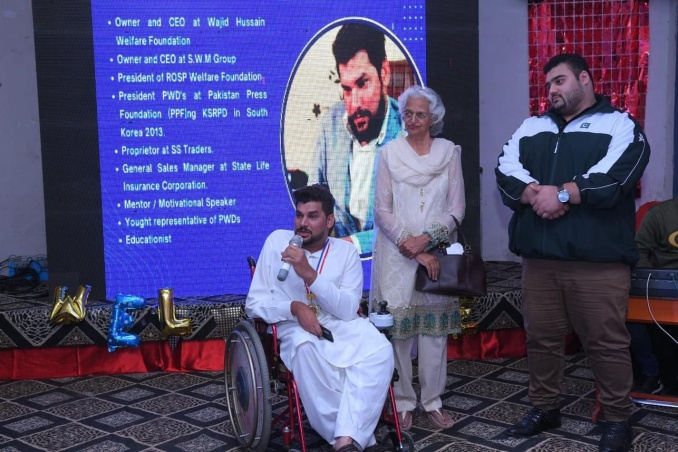 • Owner and CEO at Wajid Hussain
Welfare Foundation
• Owner and CEO at S.W.M Group
• President of ROSP Welfare Foundation
• President PWD's at Pakistan Press
Foundation (PPF)ng KSRPD in South
Korea 2013.
• Proprietor at SS Traders.
• General Sales Manager at State Life
Insurance Corporation.
• Mentor / Motivational Speaker
• Yought representative of PWDs
• Educationist
WEL